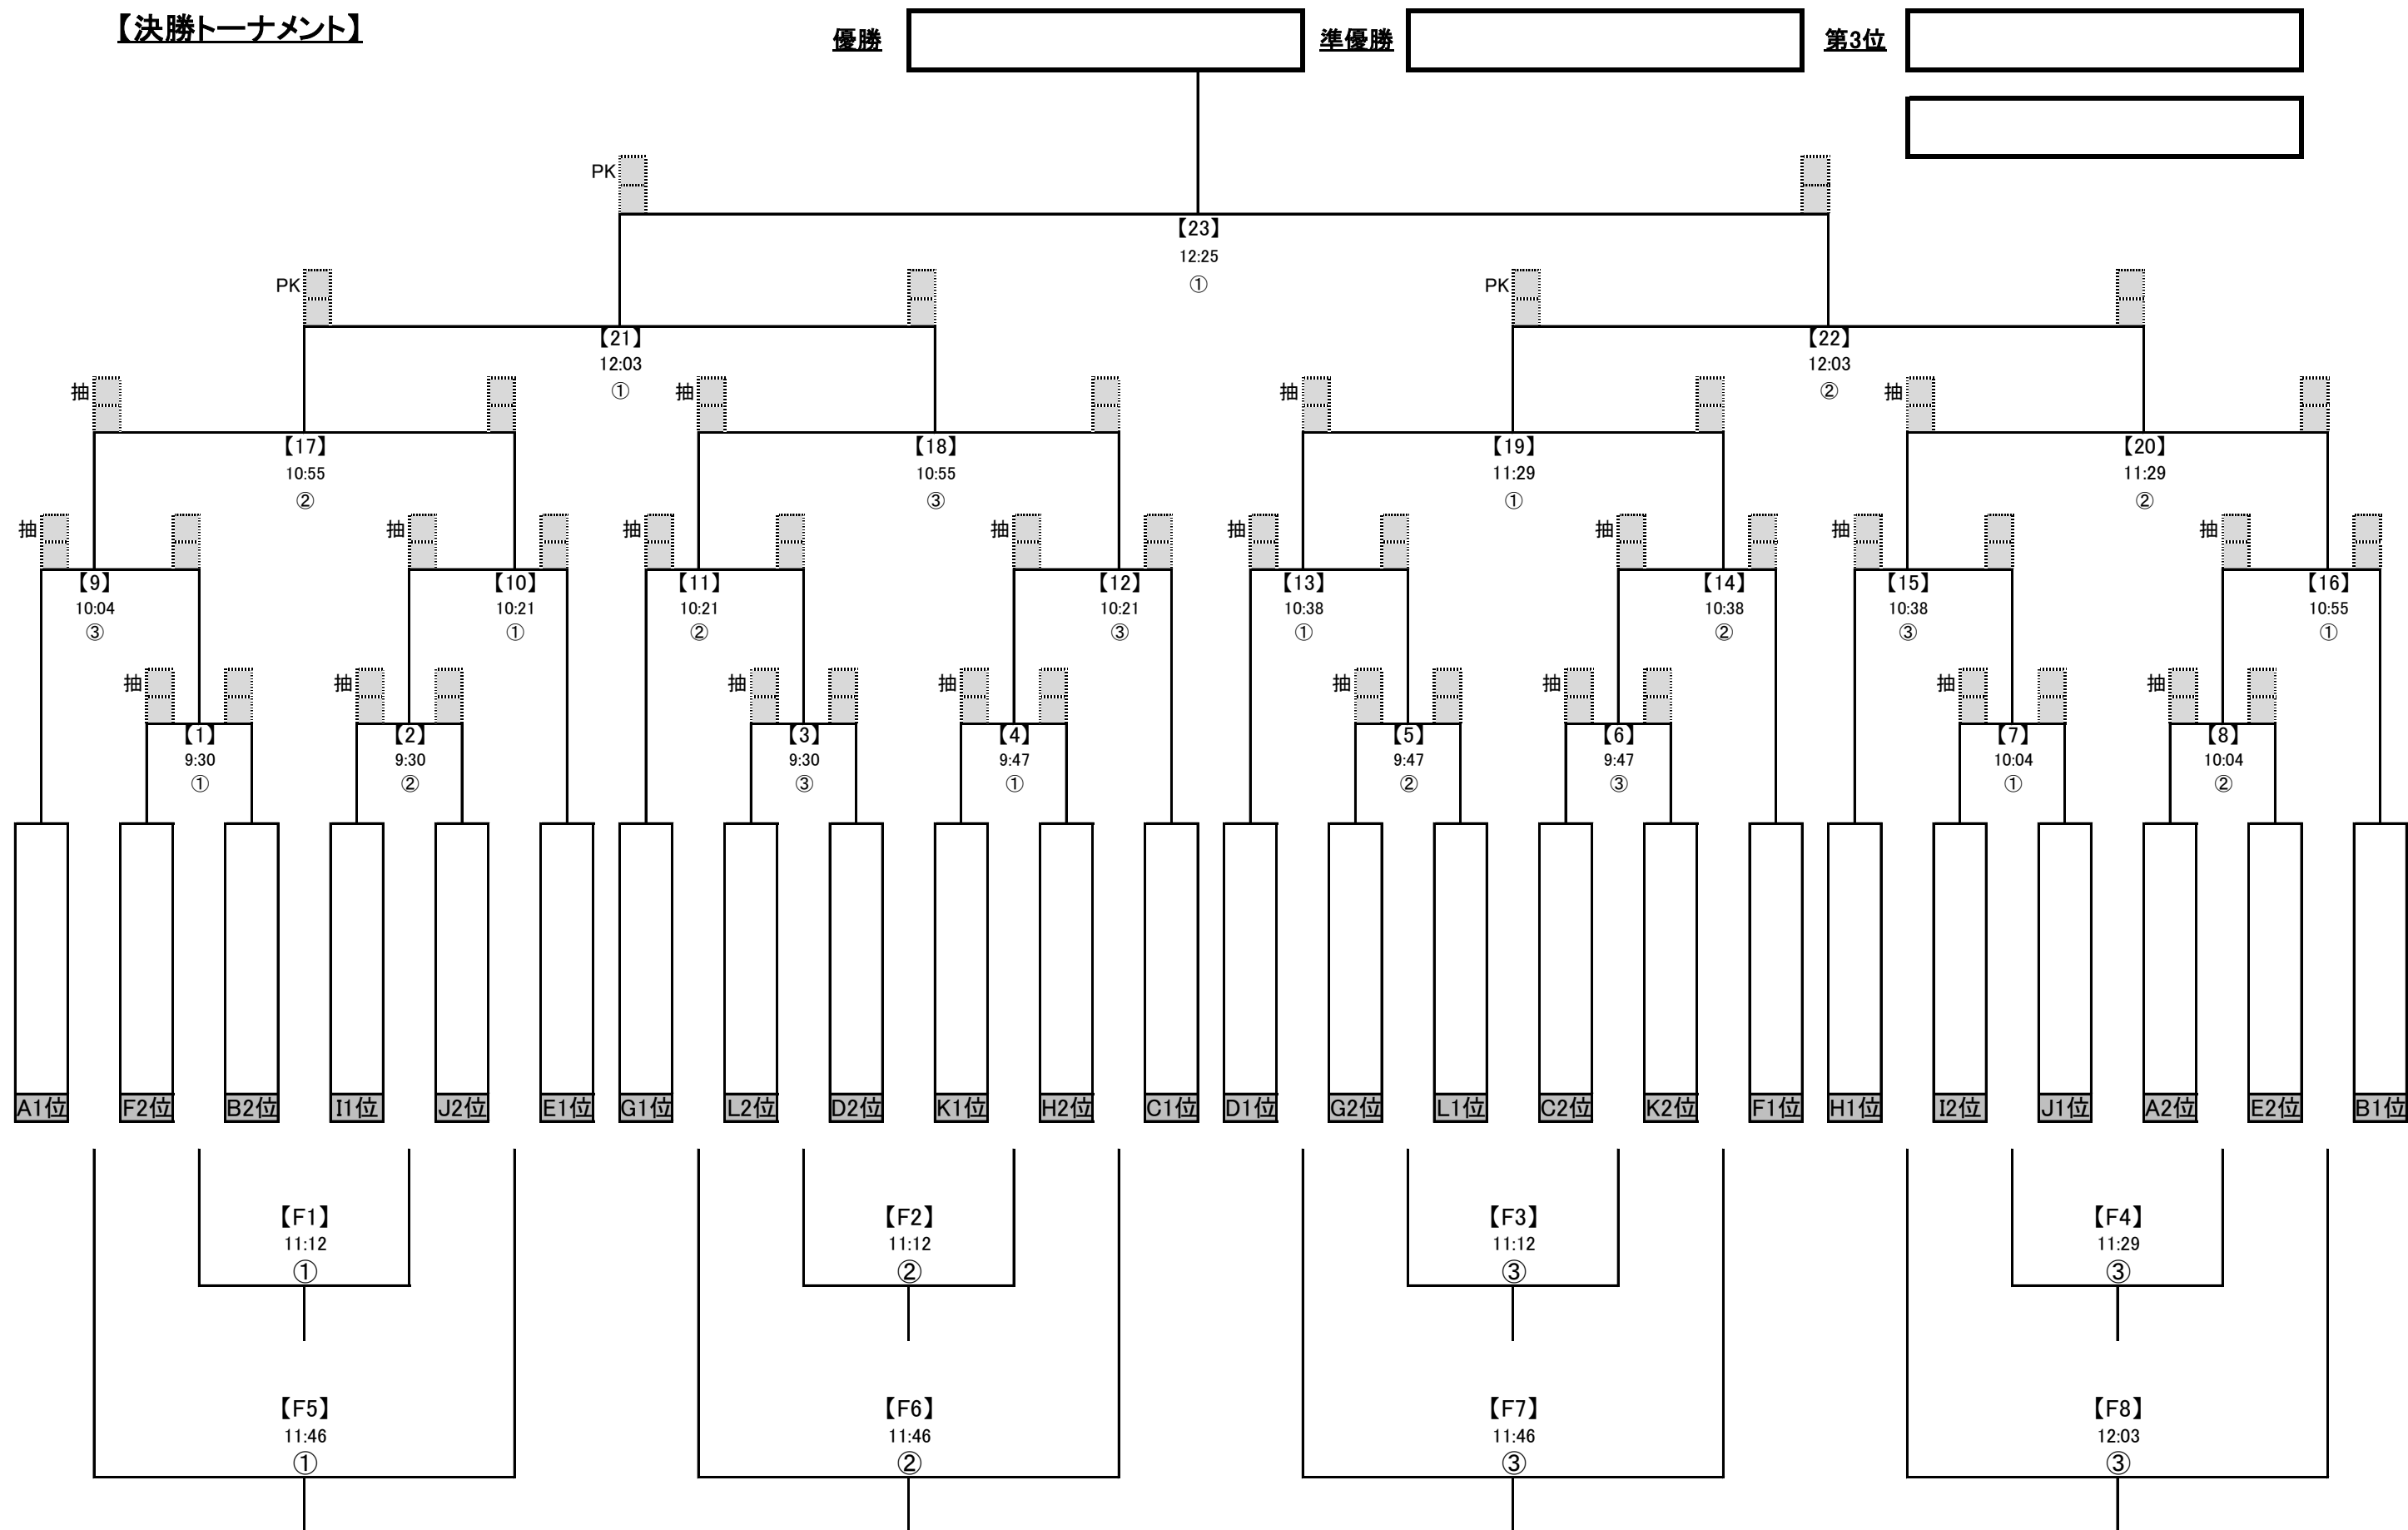 【決勝トーナメント】
優勝 準優勝 第3位
PK
【23】
12:25
①
PK PK
【21】 【22】
12:03 12:03
① ②
抽 抽 抽 抽
【17】 【18】 【19】 【20】
10:55 10:55 11:29 11:29
② ③ ① ②
抽 抽 抽 抽 抽 抽 抽 抽
【9】 【10】 【11】 【12】 【13】 【14】 【15】 【16】
10:04 10:21 10:21 10:21 10:38 10:38 10:38 10:55
③ ① ② ③ ① ② ③ ①
抽 抽 抽 抽 抽 抽 抽 抽
【1】 【2】 【3】 【4】 【5】 【6】 【7】 【8】
9:30 9:30 9:30 9:47 9:47 9:47 10:04 10:04
① ② ③ ① ② ③ ① ②
A1位 F2位 B2位 I1位 J2位 E1位 G1位 L2位 D2位 K1位 H2位 C1位 D1位 G2位 L1位 C2位 K2位 F1位 H1位 I2位 J1位 A2位 E2位 B1位
【F1】 【F2】 【F3】 【F4】
11:12 11:12 11:12 11:29
① ② ③ ③
【F5】 【F6】 【F7】 【F8】
11:46 11:46 11:46 12:03
① ② ③ ③